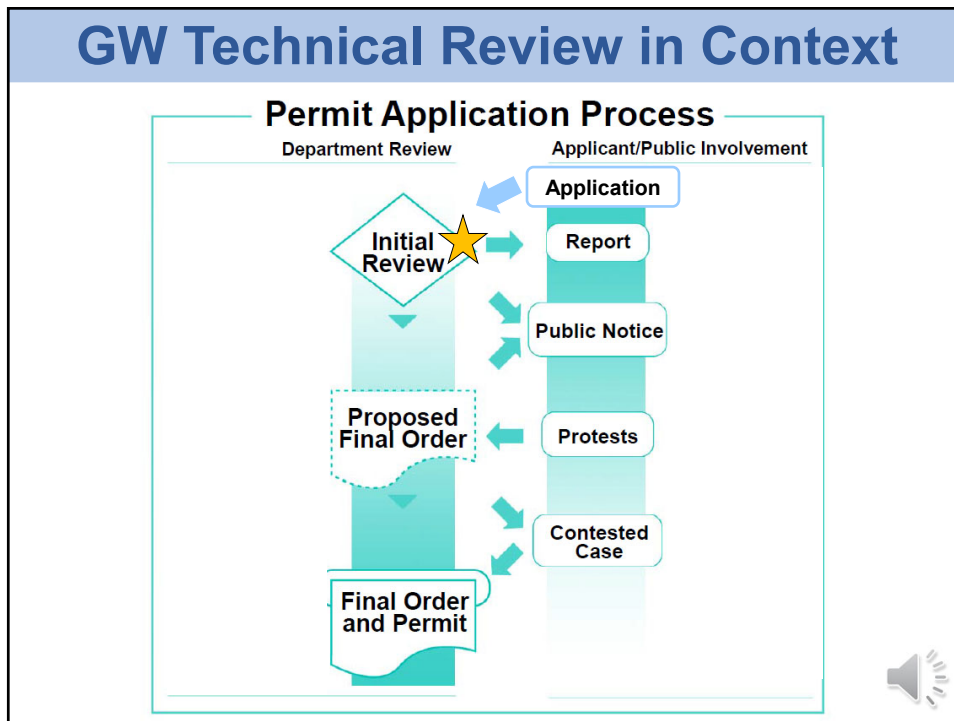 GW Technical Review in Context
Permit Application Process
Department Review
Applicant/Public Involvement
Application
Initial
Review
Report
Public Notice
Proposed
Final Order
Protests
Contested
Case
Final Order
and Permit